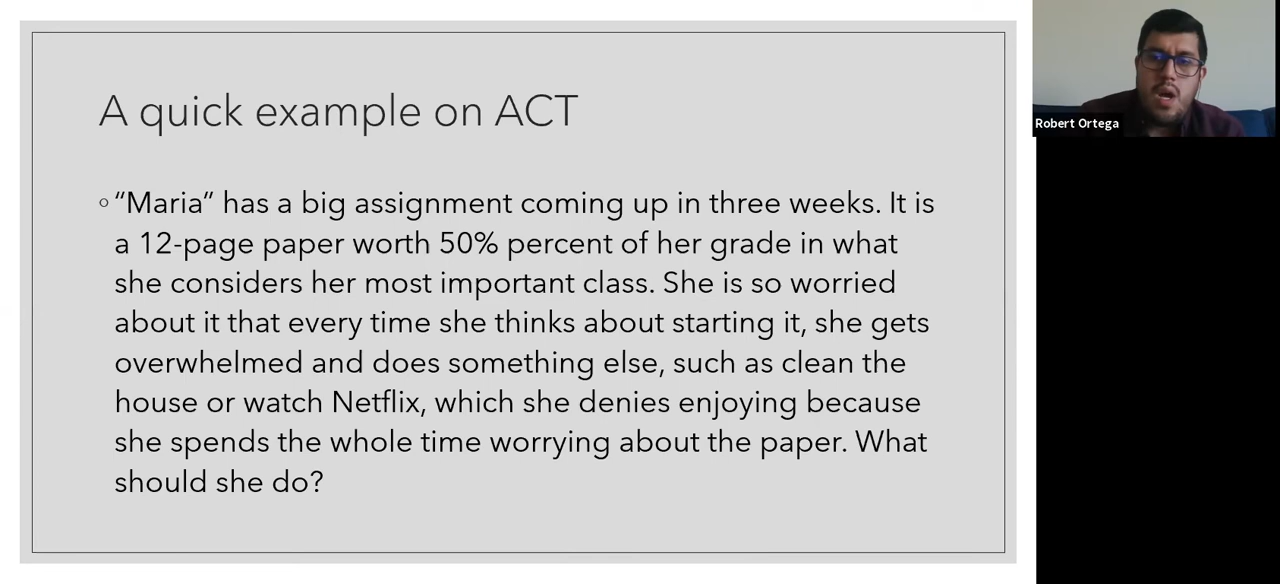 A quick example on ACT
○ “Maria” has a big assignment coming up in three weeks. It is
a 12-page paper worth 50% percent of her grade in what
she considers her most important class. She is so worried
about it that every time she thinks about starting it, she gets
overwhelmed and does something else, such as clean the
house or watch Netflix, which she denies enjoying because
she spends the whole time worrying about the paper. What
should she do?
Robert Ortega